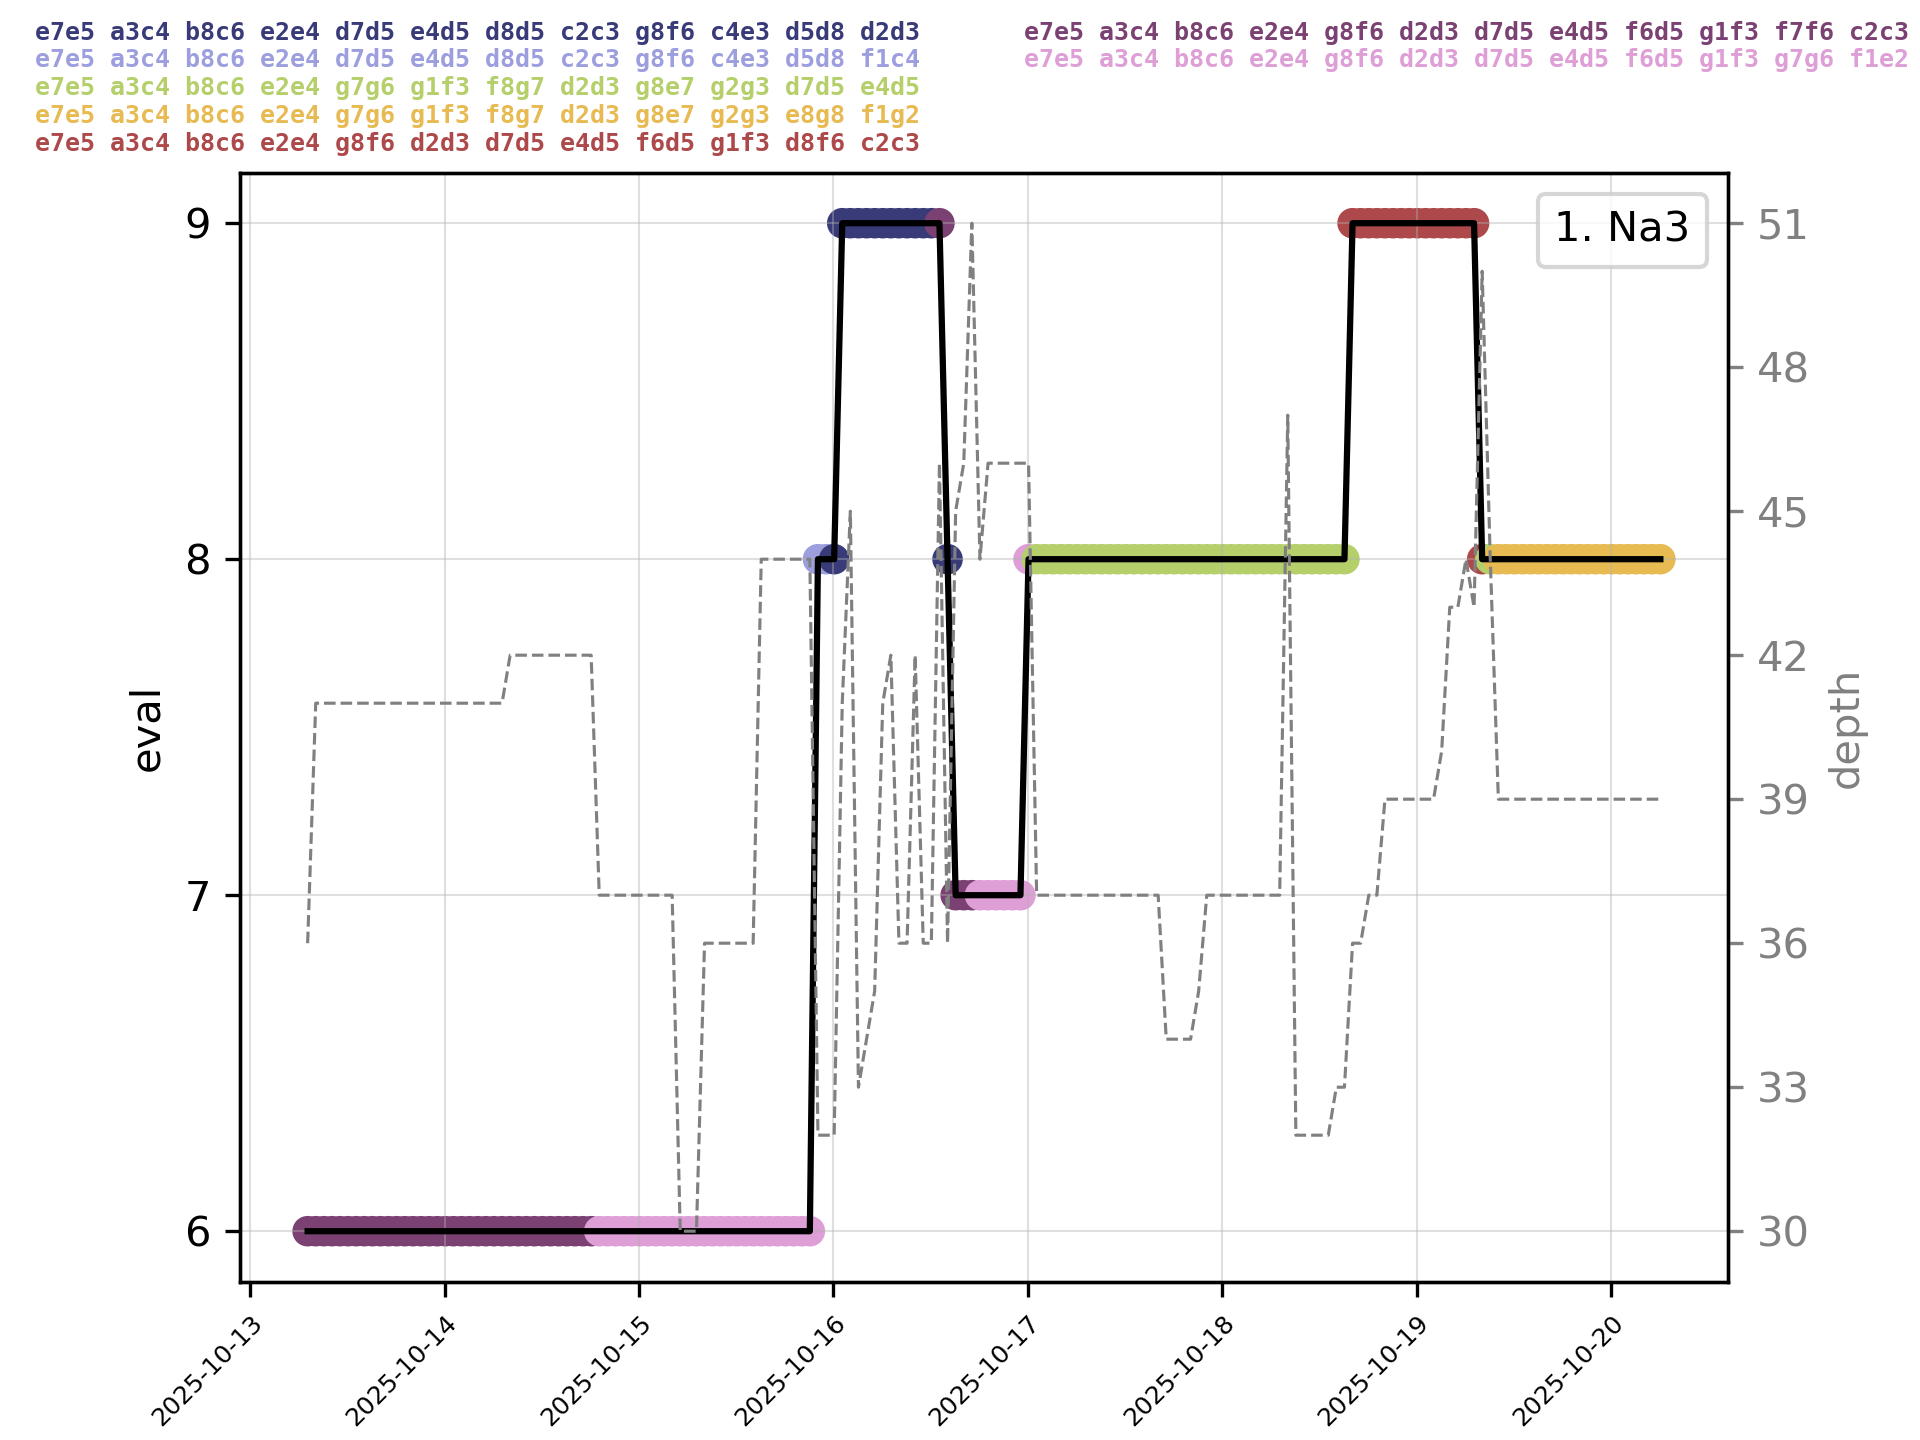 e7e5 a3c4 b8c6 e2e4 d7d5 e4d5 d8d5 c2c3 g8f6 c4e3 d5d8 d2d3
e7e5 a3c4 b8c6 e2e4 d7d5 e4d5 d8d5 c2c3 g8f6 c4e3 d5d8 f1c4
e7e5 a3c4 b8c6 e2e4 g7g6 g1f3 f8g7 d2d3 g8e7 g2g3 d7d5 e4d5
e7e5 a3c4 b8c6 e2e4 g7g6 g1f3 f8g7 d2d3 g8e7 g2g3 e8g8 f1g2
e7e5 a3c4 b8c6 e2e4 g8f6 d2d3 d7d5 e4d5 f6d5 g1f3 d8f6 c2c3
e7e5 a3c4 b8c6 e2e4 g8f6 d2d3 d7d5 e4d5 f6d5 g1f3 f7f6 c2c3
e7e5 a3c4 b8c6 e2e4 g8f6 d2d3 d7d5 e4d5 f6d5 g1f3 g7g6 f1e2
1. Na3
eval
9
8
7
6
depth
51
48
45
42
39
36
33
30
2025-10-13
2025-10-14
2025-10-15
2025-10-16
2025-10-17
2025-10-18
2025-10-19
2025-10-20